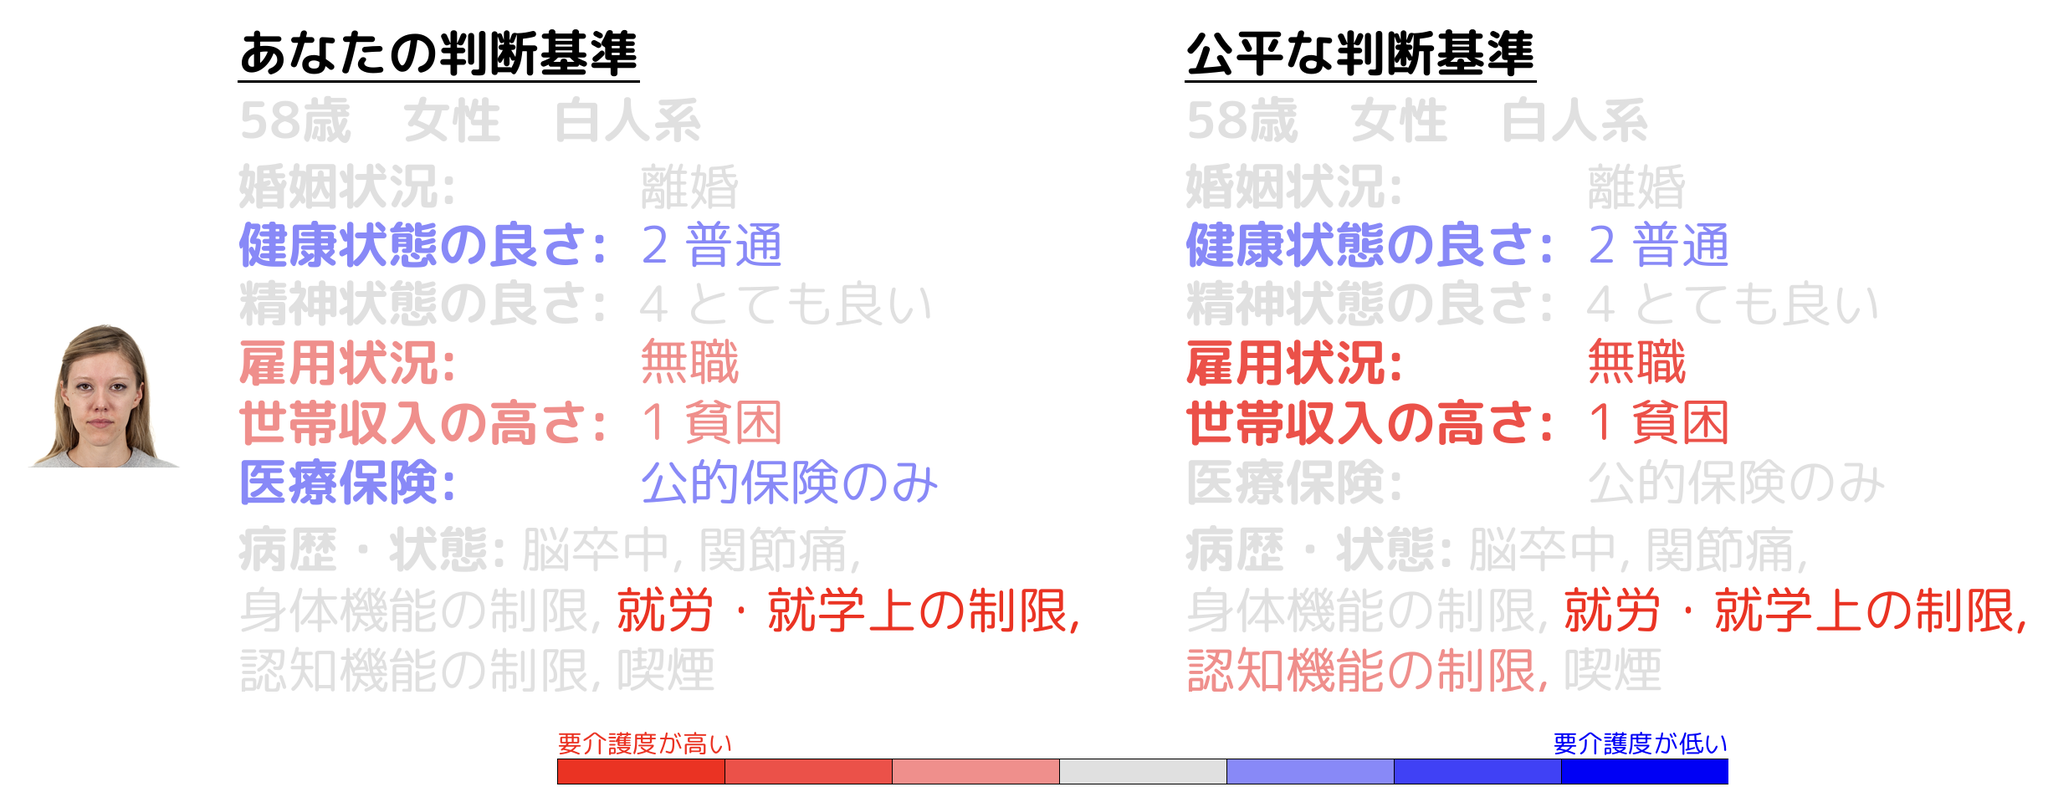 あなたの判断基準
58歳　女性　白人系
婚姻状況: 離婚
健康状態の良さ: 2 普通
精神状態の良さ: 4 とても良い
雇用状況: 無職
世帯収入の高さ: 1 貧困
医療保険: 公的保険のみ
病歴・状態: 脳卒中, 関節痛,
身体機能の制限, 就労・就学上の制限,
認知機能の制限, 喫煙
公平な判断基準
58歳　女性　白人系
婚姻状況: 離婚
健康状態の良さ: 2 普通
精神状態の良さ: 4 とても良い
雇用状況: 無職
世帯収入の高さ: 1 貧困
医療保険: 公的保険のみ
病歴・状態: 脳卒中, 関節痛,
身体機能の制限, 就労・就学上の制限,
認知機能の制限, 喫煙
要介護度が高い
要介護度が低い